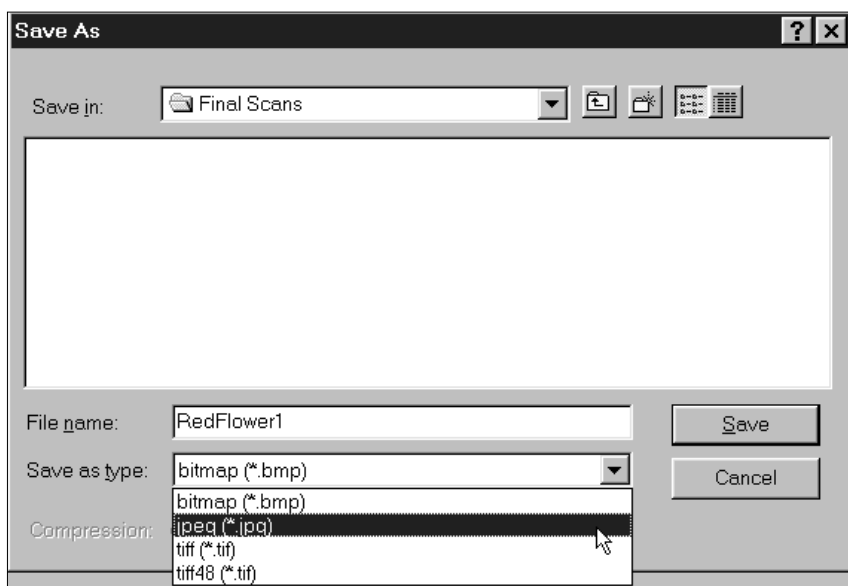 Save As
Save in:
Final Scans
File name:
RedFlower1
Save
Save as type:
bitmap (*.bmp)
Cancel
bitmap (*.bmp)
jpeg (*.jpg)
Compression:
tiff (*.tif)
tiff48 (*.tif)